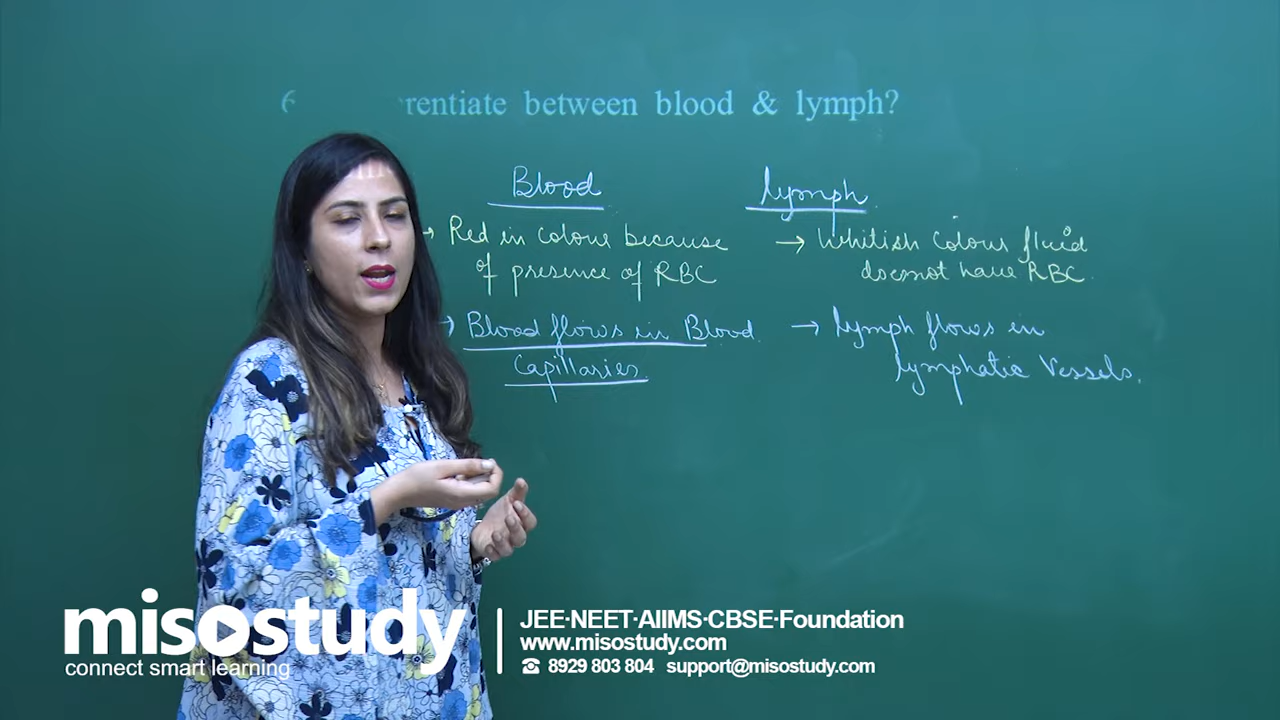 6 rentiate between blood & lymph?
Blood
lymph.
→ Red in colour because
of presence of RBC
→ Whitish colour fluid
doesnot have RBC.
→ Blood flows in Blood
Capillaries.
→ lymph flows in
lymphatic Vessels.
misostudy
connect smart learning
JEE·NEET·AIIMS·CBSE·Foundation
www.misostudy.com
☎ 8929 803 804 support@misostudy.com